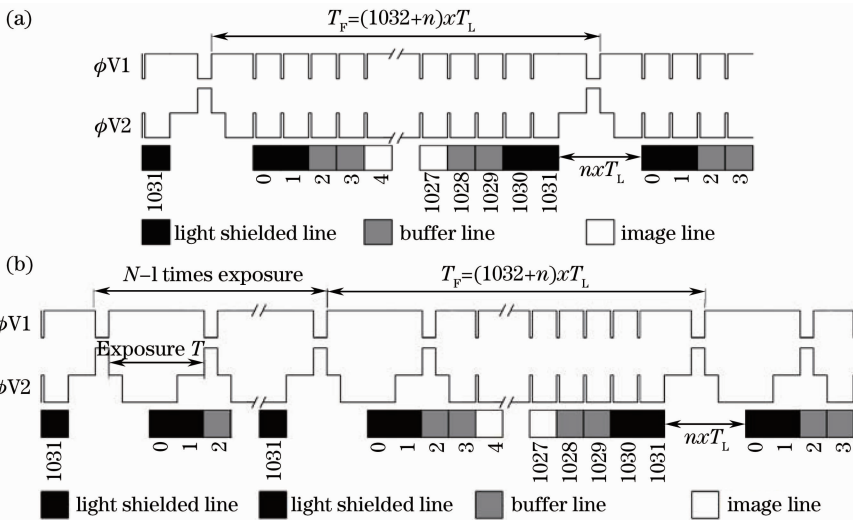 (a)
T_F=(1032+n)xT_L
ϕV1
ϕV2
1031 0 1 2 3 4 1027 1028 1029 1030 1031 nxT_L 0 1 2 3
light shielded line buffer line image line
(b)
N–1 times exposure T_F=(1032+n)xT_L
ϕV1
Exposure T
ϕV2
1031 0 1 2 1031 0 1 2 3 4 1027 1028 1029 1030 1031 nxT_L 0 1 2 3
light shielded line light shielded line buffer line image line